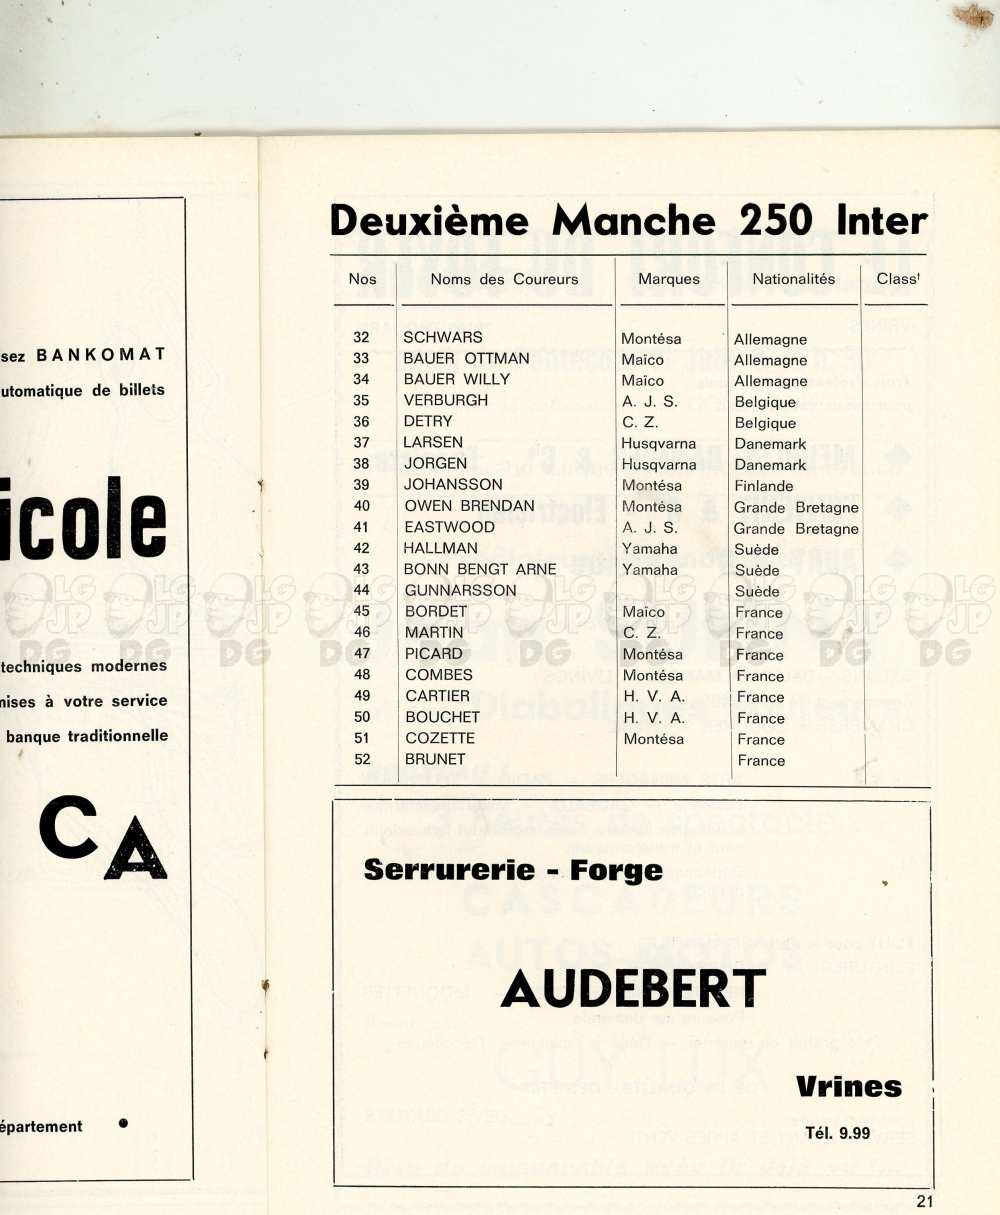 sez BANKOMAT
utomatique de billets
icole
techniques modernes
mises à votre service
banque traditionnelle
CA
épartement •
Deuxième Manche 250 Inter
Nos Noms des Coureurs Marques Nationalités Classt
32 SCHWARS Montésa Allemagne
33 BAUER OTTMAN Maïco Allemagne
34 BAUER WILLY Maïco Allemagne
35 VERBURGH A. J. S. Belgique
36 DETRY C. Z. Belgique
37 LARSEN Husqvarna Danemark
38 JORGEN Husqvarna Danemark
39 JOHANSSON Montésa Finlande
40 OWEN BRENDAN Montésa Grande Bretagne
41 EASTWOOD A. J. S. Grande Bretagne
42 HALLMAN Yamaha Suède
43 BONN BENGT ARNE Yamaha Suède
44 GUNNARSSON Suède
45 BORDET Maïco France
46 MARTIN C. Z. France
47 PICARD Montésa France
48 COMBES Montésa France
49 CARTIER H. V. A. France
50 BOUCHET H. V. A. France
51 COZETTE Montésa France
52 BRUNET France
Serrurerie - Forge
AUDEBERT
Vrines
Tél. 9.99
21